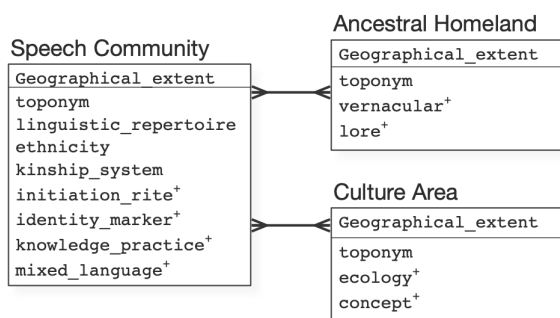 Speech Community
Geographical_extent
toponym
linguistic_repertoire
ethnicity
kinship_system
initiation_rite+
identity_marker+
knowledge_practice+
mixed_language+
Ancestral Homeland
Geographical_extent
toponym
vernacular+
lore+
Culture Area
Geographical_extent
toponym
ecology+
concept+